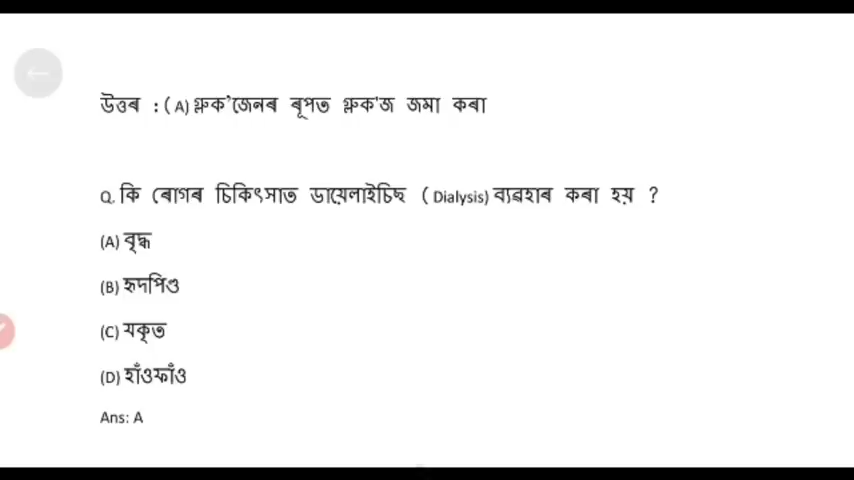 উত্তৰ : ( A) গ্লুক’জেনৰ ৰূপত গ্লুক'জ জমা কৰা
Q. কি ৰোগৰ চিকিৎসাত ডায়েলাইচিছ ( Dialysis) ব্যৱহাৰ কৰা হয় ?
(A) বৃদ্ধ
(B) হৃদপিণ্ড
(C) যকৃত
(D) হাঁওফাঁও
Ans: A